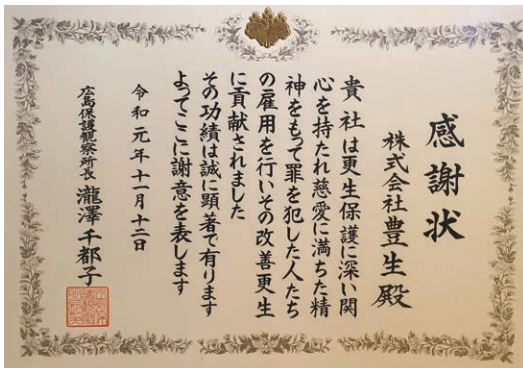 感謝状
株式会社豊生殿
貴社は更生保護に深い関
心を持たれ慈愛に満ちた精
神をもって罪を犯した人たち
の雇用を行いその改善更生
に貢献されました
その功績は誠に顕著で有ります
よってここに謝意を表します
令和元年十一月十二日
広島保護観察所長 瀧澤千都子